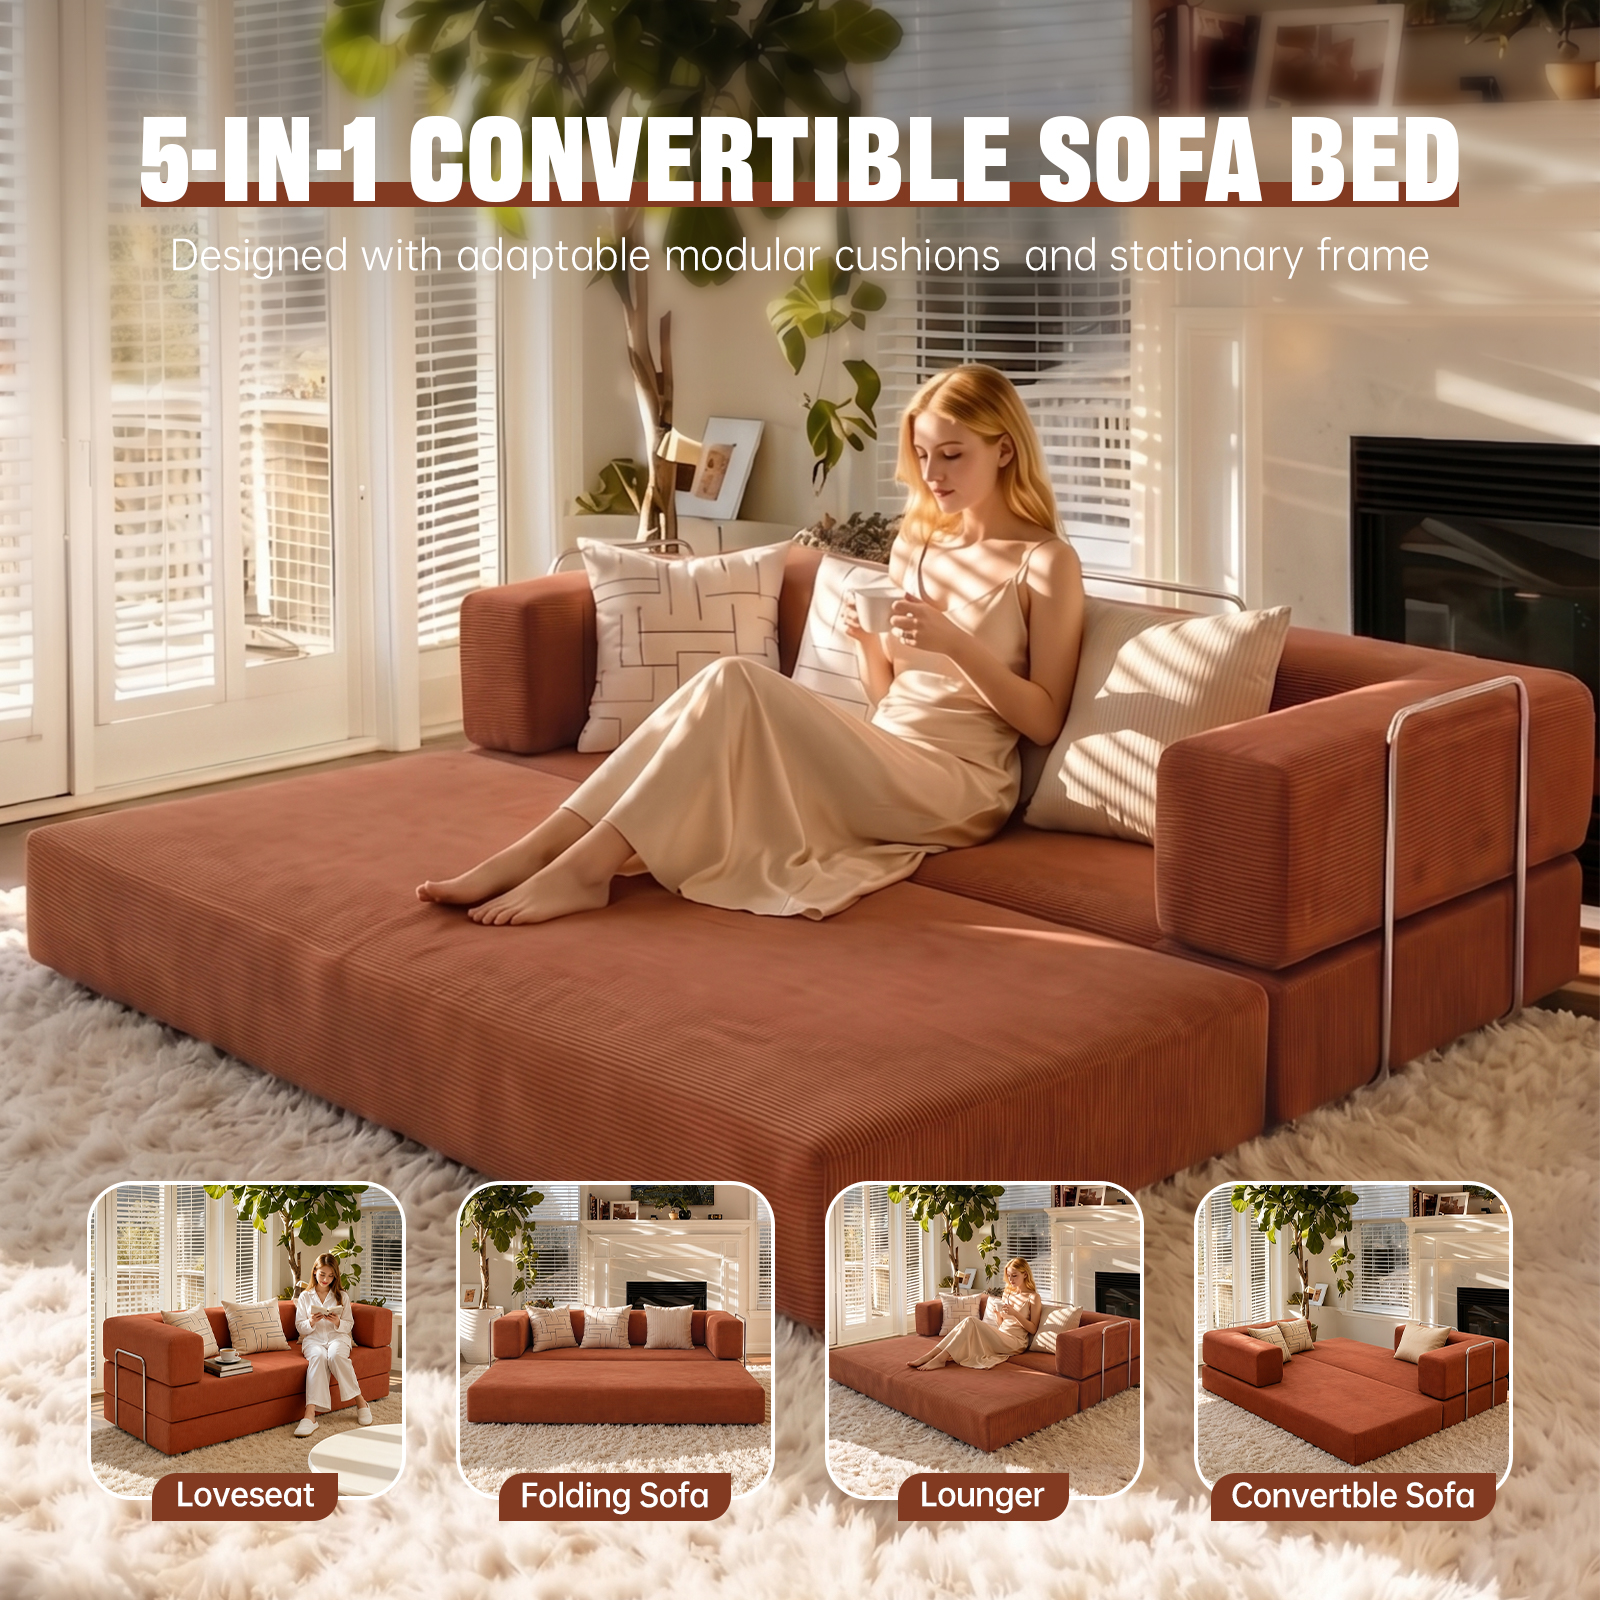 5-IN-1 CONVERTIBLE SOFA BED
Designed with adaptable modular cushions and stationary frame
Loveseat
Folding Sofa
Lounger
Convertble Sofa